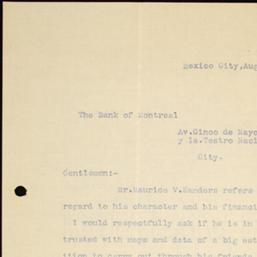 Mexico City, Aug
The Bank of Montreal
Av. Cinco de Mayo
y 1a. Teatro Naci
City.
Gentlemen:-
Mr. Maurice V. Sanders refers
regard to his character and his financi
I would respectfully ask if he is in
trusted with maps and data of a big est